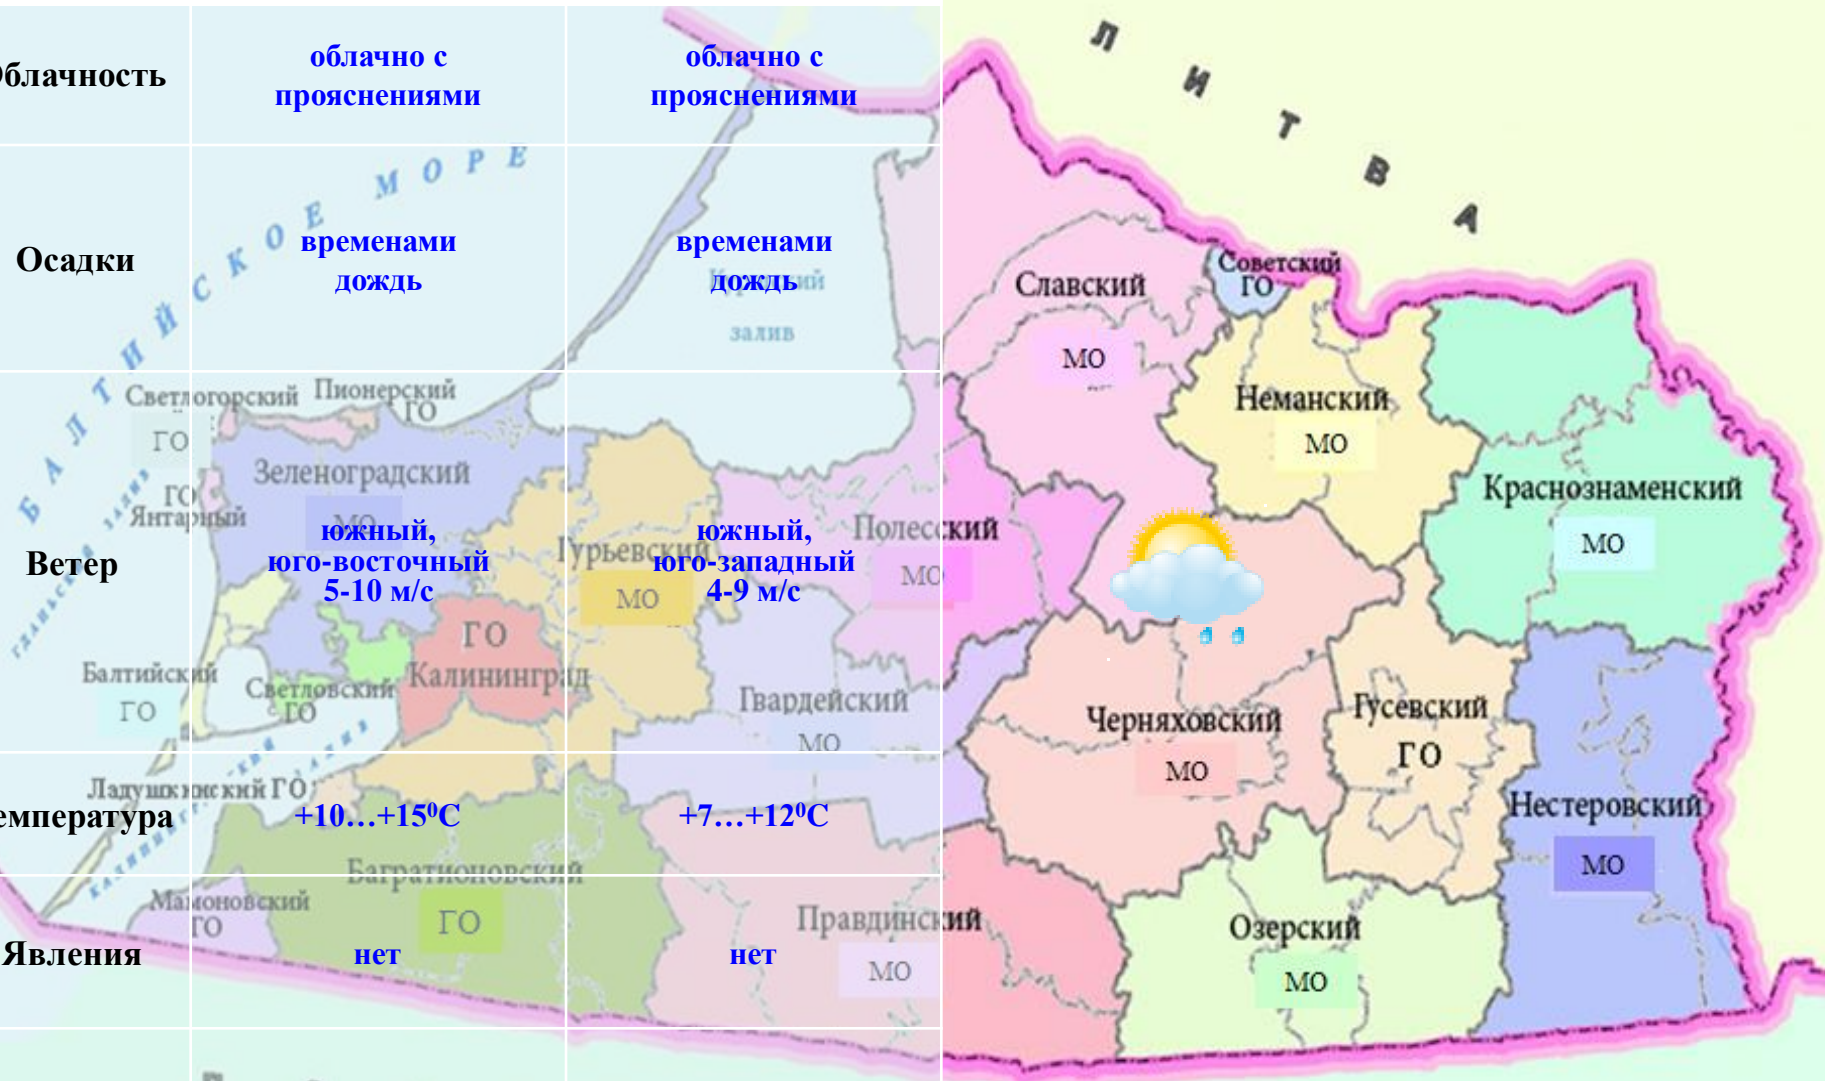 облачно с
прояснениями
облачно с
прояснениями
Осадки
временами
дождь
временами
дождь
Ветер
южный,
юго-восточный
5-10 м/с
южный,
юго-западный
4-9 м/с
+10...+15⁰С
+7...+12⁰С
Явления
нет
нет
БАЛТИЙСКОЕ МОРЕ
залив
ЛИТВА
Светлогорский
ГО
Пионерский
ГО
Зеленоградский
МО
ГО
Янтарный
Гурьевский
МО
Полесский
МО
ГО
Калининград
Балтийский
ГО
Светловский
ГО
Гвардейский
МО
Ладушкинский ГО
Багратионовский
ГО
Мамоновский
ГО
Правдинский
МО
Славский
МО
Советский
ГО
Неманский
МО
Краснознаменский
МО
Черняховский
МО
Гусевский
ГО
Нестеровский
МО
Озерский
МО